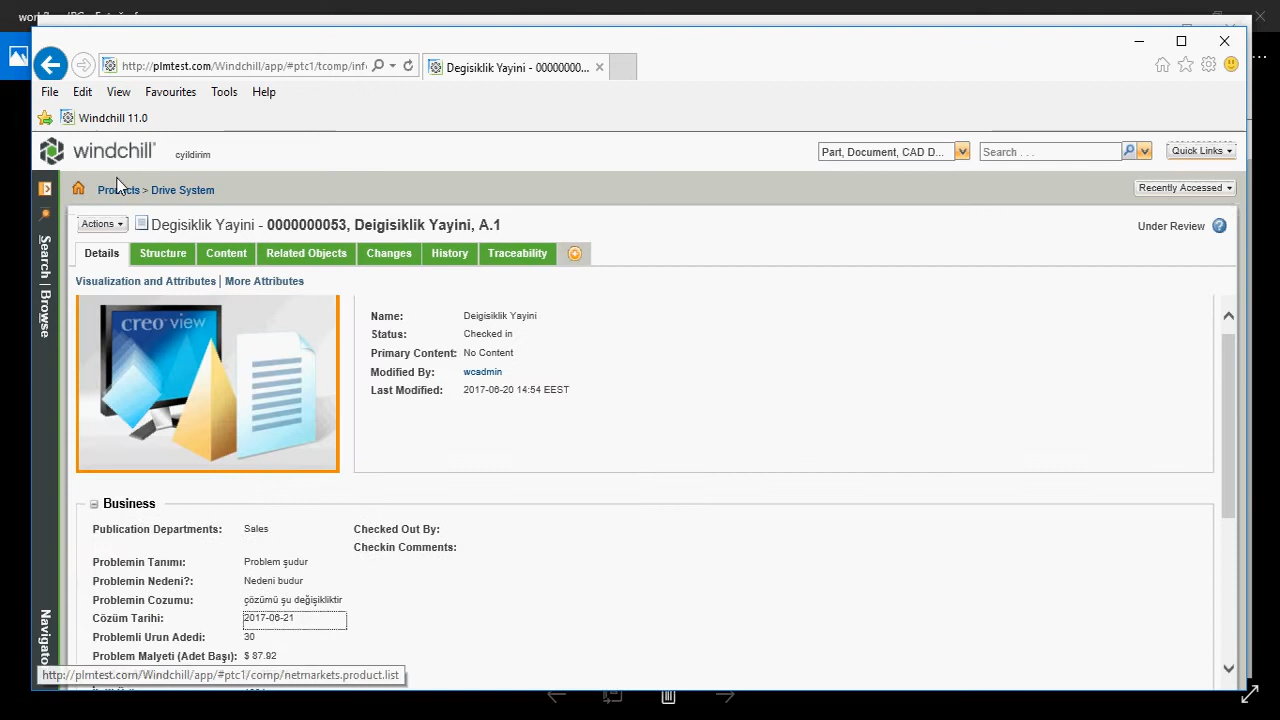 http://plmtest.com/Windchill/app/#ptc1/tcomp/inf
Degisiklik Yayini - 00000000...
File Edit View Favourites Tools Help
Windchill 11.0
windchill
cyildirim
Part, Document, CAD D...
Search . . .
Quick Links
Products > Drive System
Recently Accessed
Actions
Degisiklik Yayini - 0000000053, Deigisiklik Yayini, A.1
Under Review
Details Structure Content Related Objects Changes History Traceability
Visualization and Attributes | More Attributes
creo view
Name: Deigisiklik Yayini
Status: Checked in
Primary Content: No Content
Modified By: wcadmin
Last Modified: 2017-06-20 14:54 EEST
Search | Browse
Navigator
Business
Publication Departments: Sales Checked Out By:
Checkin Comments:
Problemin Tanımı: Problem şudur
Problemin Nedeni?: Nedeni budur
Problemin Cozumu: çözümü şu değişikliktir
Cözüm Tarihi: 2017-06-21
Problemli Urun Adedi: 30
Problem Malyeti (Adet Başı): $ 87.92
http://plmtest.com/Windchill/app/#ptc1/comp/netmarkets.product.list